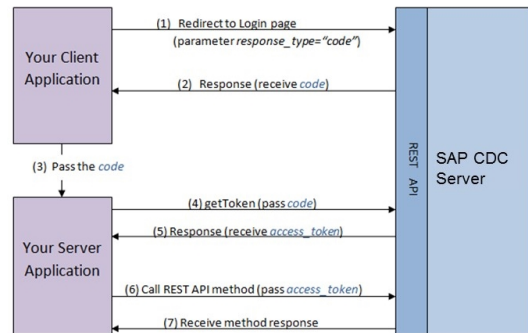 Your Client
Application
(1) Redirect to Login page
(parameter response_type="code")
(2) Response (receive code)
(3) Pass the code
REST API
SAP CDC
Server
Your Server
Application
(4) getToken (pass code)
(5) Response (receive access_token)
(6) Call REST API method (pass access_token)
(7) Receive method response